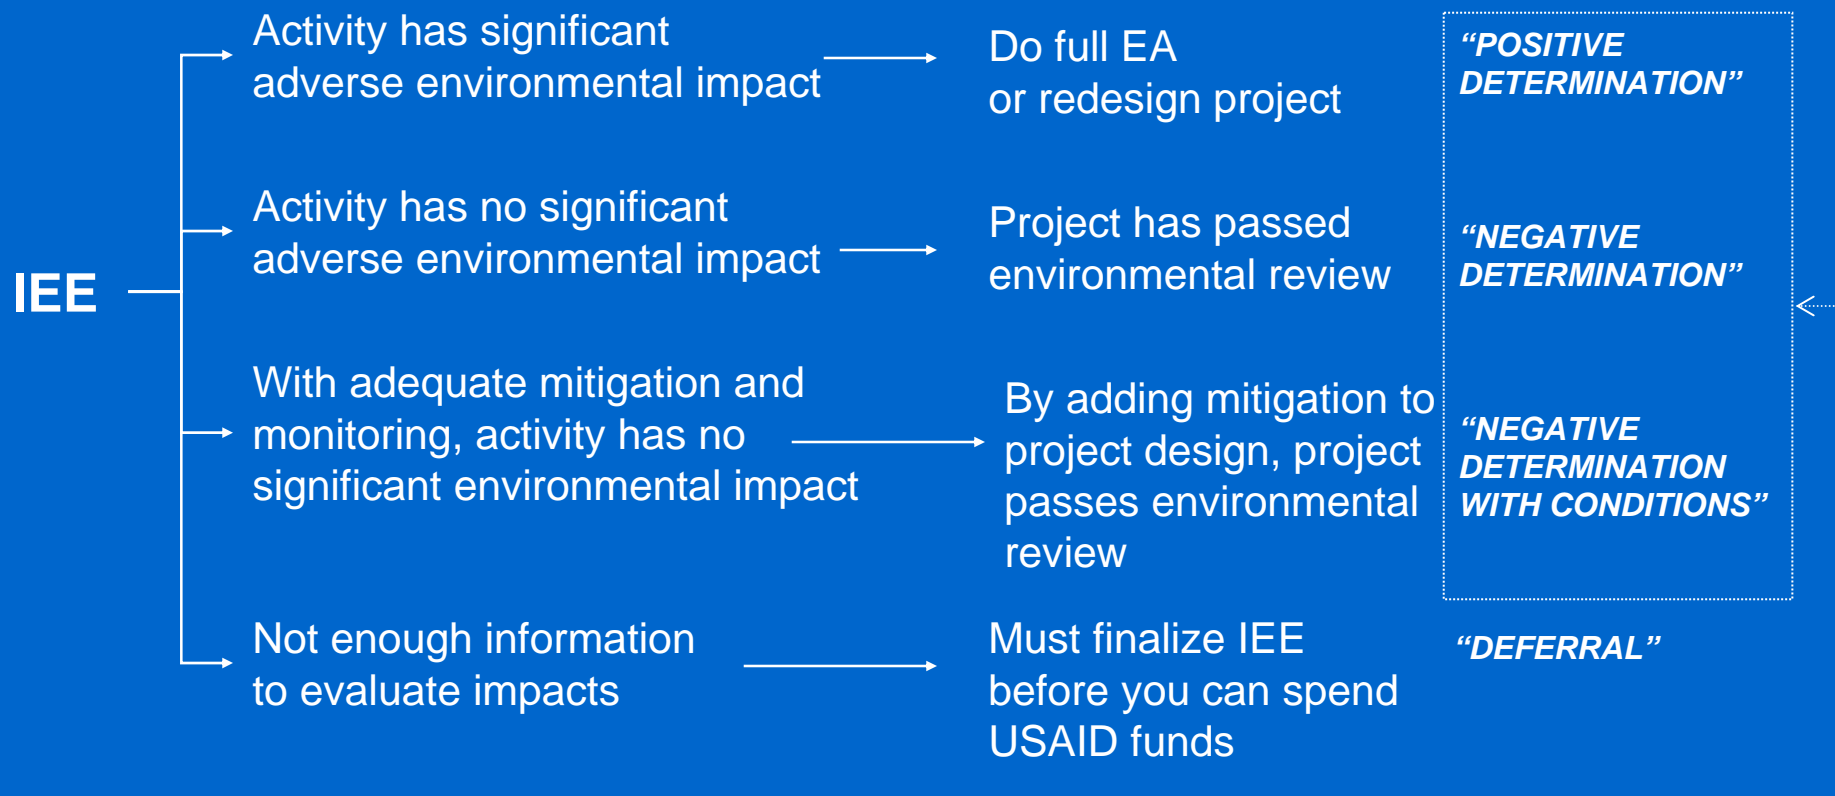 Activity has significant
adverse environmental impact
Do full EA
or redesign project
“POSITIVE
DETERMINATION”
Activity has no significant
adverse environmental impact
Project has passed
environmental review
“NEGATIVE
DETERMINATION”
IEE
With adequate mitigation and
monitoring, activity has no
significant environmental impact
By adding mitigation to
project design, project
passes environmental
review
“NEGATIVE
DETERMINATION
WITH CONDITIONS”
Not enough information
to evaluate impacts
Must finalize IEE
before you can spend
USAID funds
“DEFERRAL”